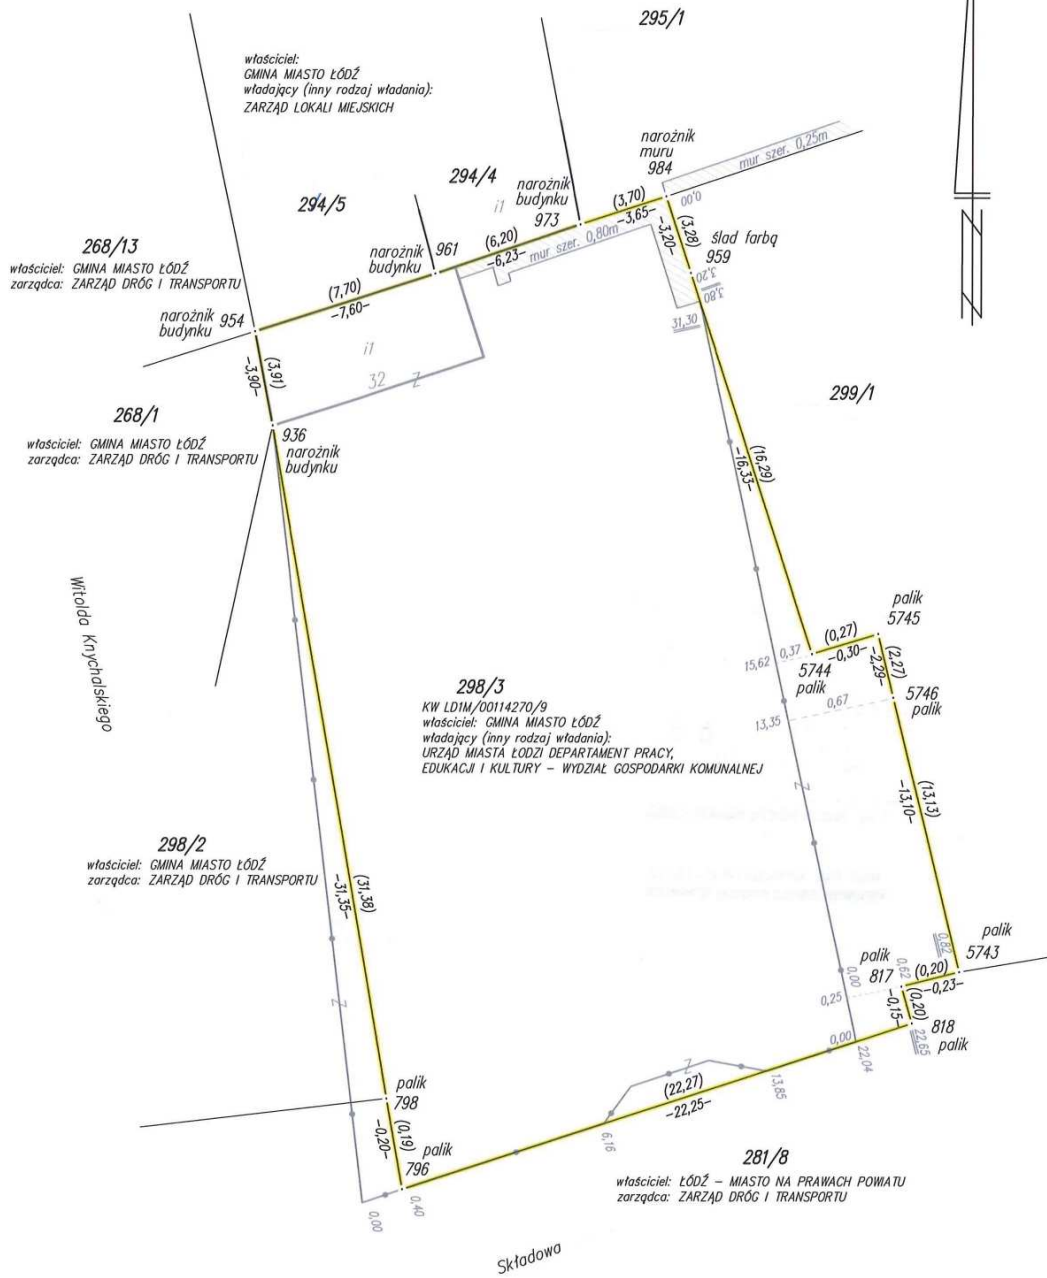 295/1
właściciel:
GMINA MIASTO ŁÓDŹ
władający (inny rodzaj władania):
ZARZĄD LOKALI MIEJSKICH
narożnik
muru
984
mur szer. 0,25m
0,00
294/4
294/5
i1
narożnik
budynku
973
(3,70)
-3,65-
(3,28)
-3,20-
ślad farbą
959
3,20
3,80
31,30
961
narożnik
budynku
(6,20)
-6,23-
mur szer. 0,80m
268/13
właściciel: GMINA MIASTO ŁÓDŹ
zarządca: ZARZĄD DRÓG I TRANSPORTU
(7,70)
-7,60-
narożnik
budynku
954
i1
32
Z
(3,91)
-3,90-
268/1
właściciel: GMINA MIASTO ŁÓDŹ
zarządca: ZARZĄD DRÓG I TRANSPORTU
936
narożnik
budynku
299/1
(16,29)
-16,33-
Witolda Knychalskiego
palik
5745
(0,27)
-0,30-
15,62
0,37
5744
palik
(2,27)
-2,29-
5746
palik
0,67
13,35
298/3
KW LD1M/00114270/9
właściciel: GMINA MIASTO ŁÓDŹ
władający (inny rodzaj władania):
URZĄD MIASTA ŁODZI DEPARTAMENT PRACY,
EDUKACJI I KULTURY – WYDZIAŁ GOSPODARKI KOMUNALNEJ
Z
(13,13)
-13,10-
298/2
właściciel: GMINA MIASTO ŁÓDŹ
zarządca: ZARZĄD DRÓG I TRANSPORTU
(31,38)
-31,35-
Z
palik
5743
0,82
palik
817
0,62
(0,20)
-0,23-
0,00
0,25
(0,20)
-0,15-
818
palik
22,65
0,00
22,04
Z
13,85
(22,27)
-22,25-
6,16
palik
798
(0,19)
-0,20-
palik
796
0,40
0,00
281/8
właściciel: ŁÓDŹ – MIASTO NA PRAWACH POWIATU
zarządca: ZARZĄD DRÓG I TRANSPORTU
Składowa